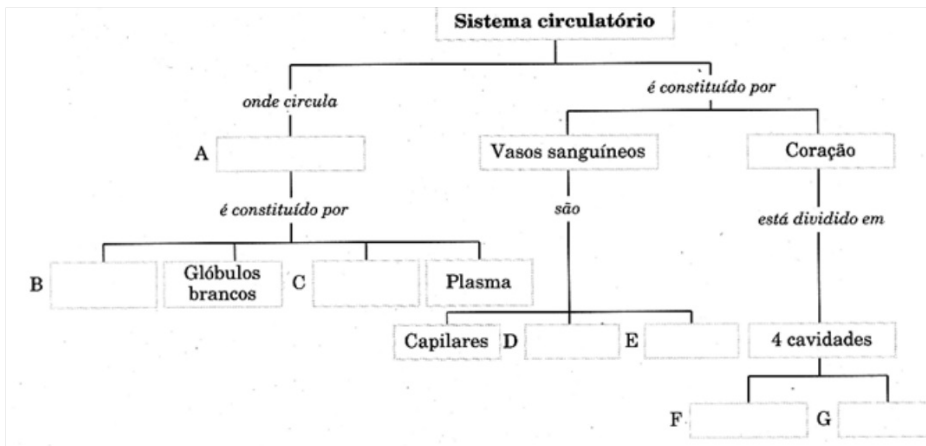 Sistema circulatório
onde circula
é constituído por
A
Vasos sanguíneos
Coração
é constituído por
são
está dividido em
B
Glóbulos
brancos
C
Plasma
Capilares
D
E
4 cavidades
F
G